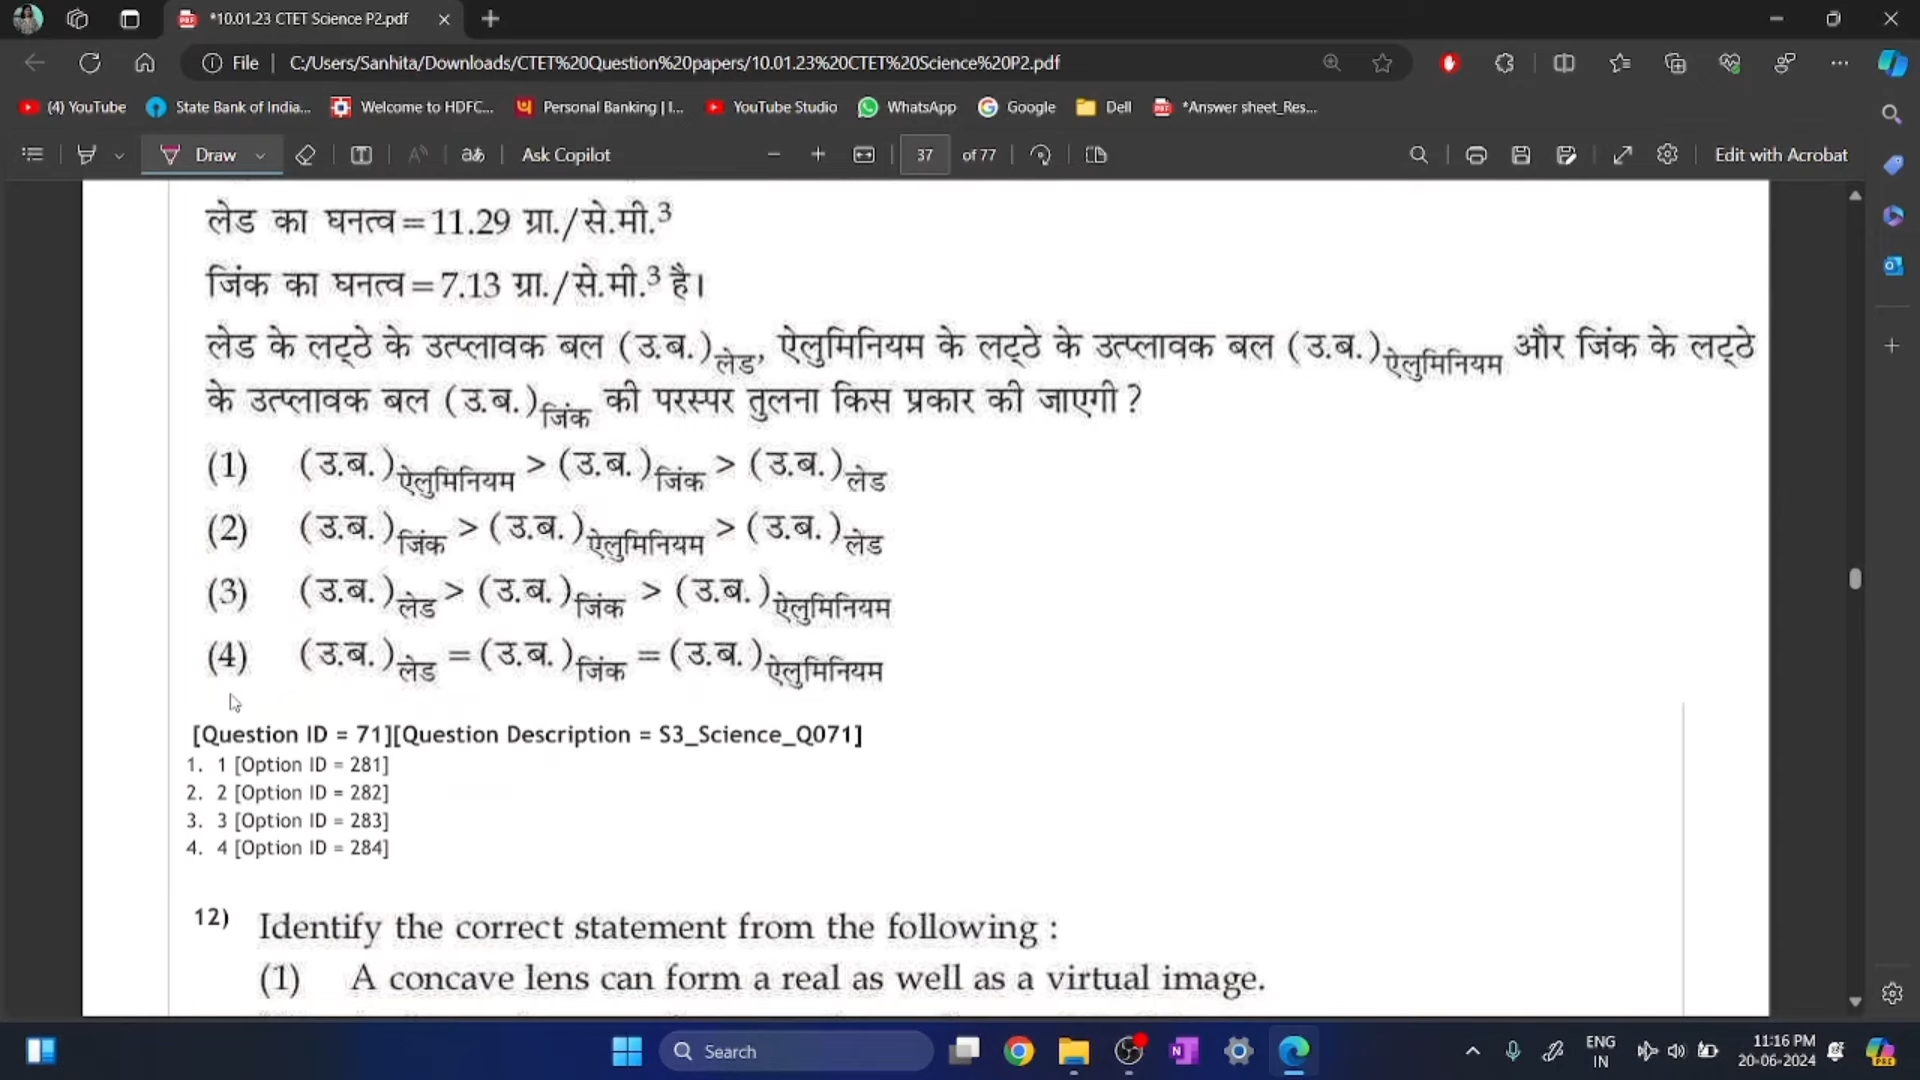 *10.01.23 CTET Science P2.pdf
File
C:/Users/Sanhita/Downloads/CTET%20Question%20papers/10.01.23%20CTET%20Science%20P2.pdf
(4) YouTube
State Bank of India...
Welcome to HDFC...
Personal Banking | I...
YouTube Studio
WhatsApp
Google
Dell
*Answer sheet_Res...
Draw
Ask Copilot
37 of 77
Edit with Acrobat
लेड का घनत्व=11.29 ग्रा./से.मी.³
जिंक का घनत्व=7.13 ग्रा./से.मी.³ है।
लेड के लट्ठे के उत्प्लावक बल (उ.ब.)लेड, ऐलुमिनियम के लट्ठे के उत्प्लावक बल (उ.ब.)ऐलुमिनियम और जिंक के लट्ठे
के उत्प्लावक बल (उ.ब.)जिंक की परस्पर तुलना किस प्रकार की जाएगी ?
(1) (उ.ब.)ऐलुमिनियम > (उ.ब.)जिंक > (उ.ब.)लेड
(2) (उ.ब.)जिंक > (उ.ब.)ऐलुमिनियम > (उ.ब.)लेड
(3) (उ.ब.)लेड > (उ.ब.)जिंक > (उ.ब.)ऐलुमिनियम
(4) (उ.ब.)लेड = (उ.ब.)जिंक = (उ.ब.)ऐलुमिनियम
[Question ID = 71][Question Description = S3_Science_Q071]
1. 1 [Option ID = 281]
2. 2 [Option ID = 282]
3. 3 [Option ID = 283]
4. 4 [Option ID = 284]
12) Identify the correct statement from the following :
(1) A concave lens can form a real as well as a virtual image.
Search
ENG
IN
11:16 PM
20-06-2024